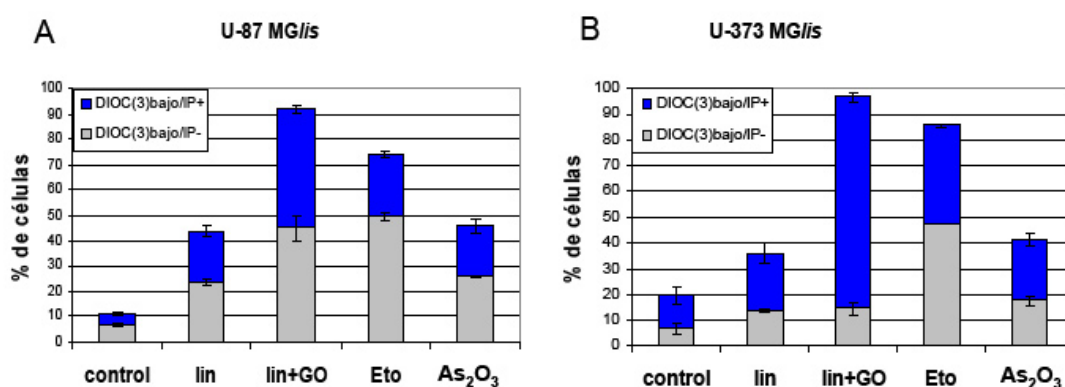 A
U-87 MGlis
% de células
100
90
80
70
60
50
40
30
20
10
0
DIOC(3)bajo/IP+
DIOC(3)bajo/IP-
control lin lin+GO Eto As₂O₃
B
U-373 MGlis
% de células
100
90
80
70
60
50
40
30
20
10
0
DIOC(3)bajo/IP+
DIOC(3)bajo/IP-
control lin lin+GO Eto As₂O₃